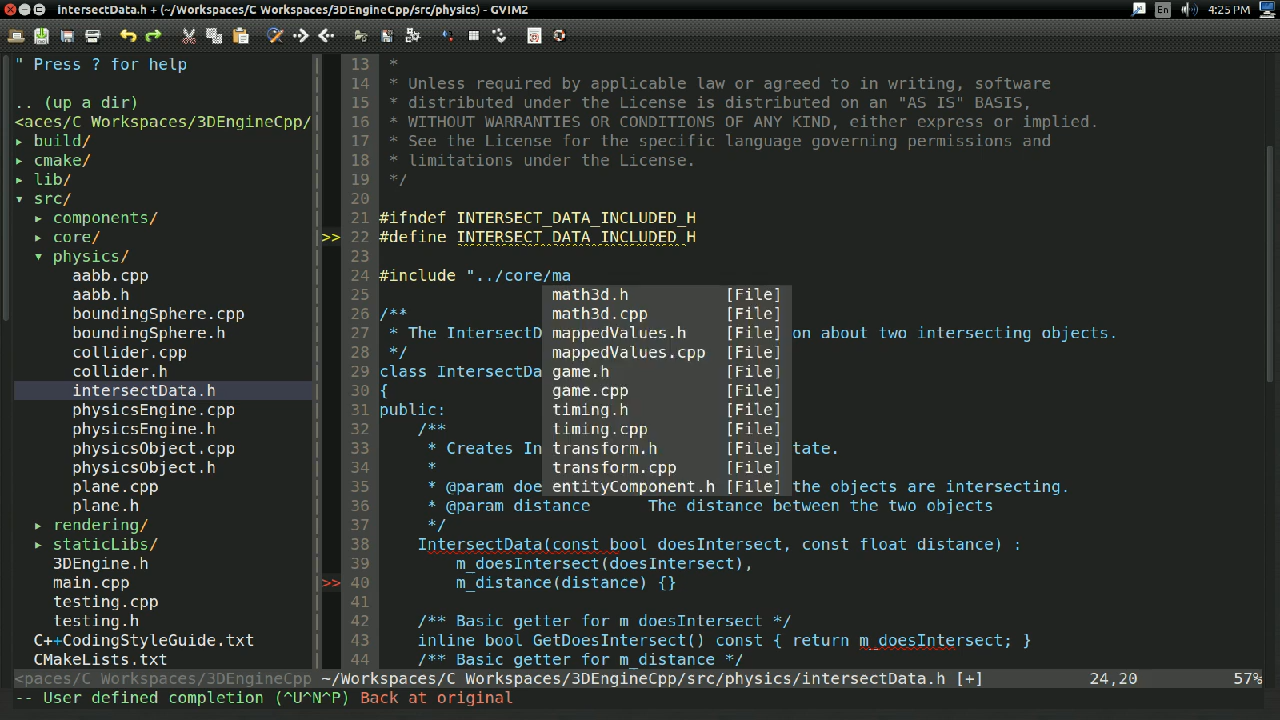 intersectData.h + (~/Workspaces/C Workspaces/3DEngineCpp/src/physics) - GVIM2
En
4:25 PM
" Press ? for help
.. (up a dir)
<aces/C Workspaces/3DEngineCpp/
▸ build/
▸ cmake/
▸ lib/
▾ src/
▸ components/
▸ core/
▾ physics/
aabb.cpp
aabb.h
boundingSphere.cpp
boundingSphere.h
collider.cpp
collider.h
intersectData.h
physicsEngine.cpp
physicsEngine.h
physicsObject.cpp
physicsObject.h
plane.cpp
plane.h
▸ rendering/
▸ staticLibs/
3DEngine.h
main.cpp
testing.cpp
testing.h
C++CodingStyleGuide.txt
CMakeLists.txt
13 *
14 * Unless required by applicable law or agreed to in writing, software
15 * distributed under the License is distributed on an "AS IS" BASIS,
16 * WITHOUT WARRANTIES OR CONDITIONS OF ANY KIND, either express or implied.
17 * See the License for the specific language governing permissions and
18 * limitations under the License.
19 */
20
21 #ifndef INTERSECT_DATA_INCLUDED_H
>> 22 #define INTERSECT_DATA_INCLUDED_H
23
24 #include "../core/ma
25
26 /**
27 * The IntersectD on about two intersecting objects.
28 */
29 class IntersectDa
30 {
31 public:
32 /**
33 * Creates In tate.
34 *
35 * @param doe the objects are intersecting.
36 * @param distance The distance between the two objects
37 */
38 IntersectData(const bool doesIntersect, const float distance) :
39 m_doesIntersect(doesIntersect),
>> 40 m_distance(distance) {}
41
42 /** Basic getter for m_doesIntersect */
43 inline bool GetDoesIntersect() const { return m_doesIntersect; }
44 /** Basic getter for m_distance */
math3d.h [File]
math3d.cpp [File]
mappedValues.h [File]
mappedValues.cpp [File]
game.h [File]
game.cpp [File]
timing.h [File]
timing.cpp [File]
transform.h [File]
transform.cpp [File]
entityComponent.h [File]
<paces/C Workspaces/3DEngineCpp ~/Workspaces/C Workspaces/3DEngineCpp/src/physics/intersectData.h [+] 24,20 57%
-- User defined completion (^U^N^P) Back at original